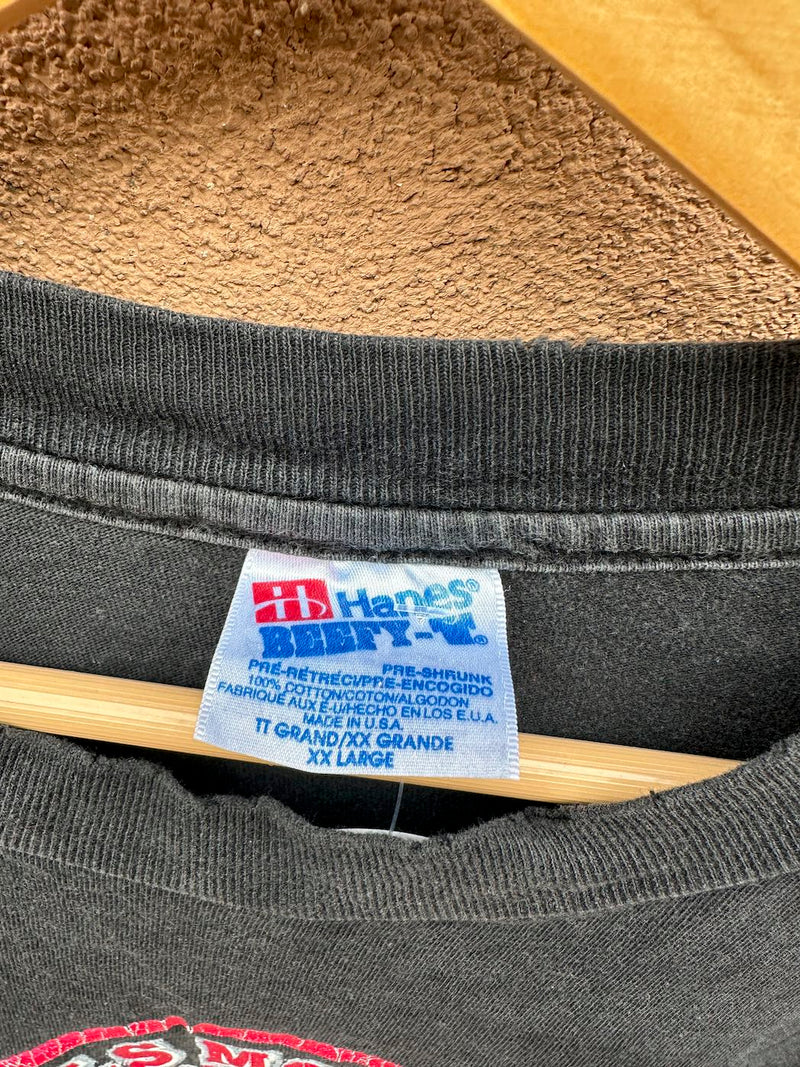 Hanes®
BEEFY-T®
PRÉ-RÉTRÉCI/PRE-ENCOGIDO PRE-SHRUNK
100% COTTON/COTON/ALGODON
FABRIQUÉ AUX É-U/HECHO EN LOS E.U.A.
MADE IN U.S.A.
TT GRAND/XX GRANDE
XX LARGE